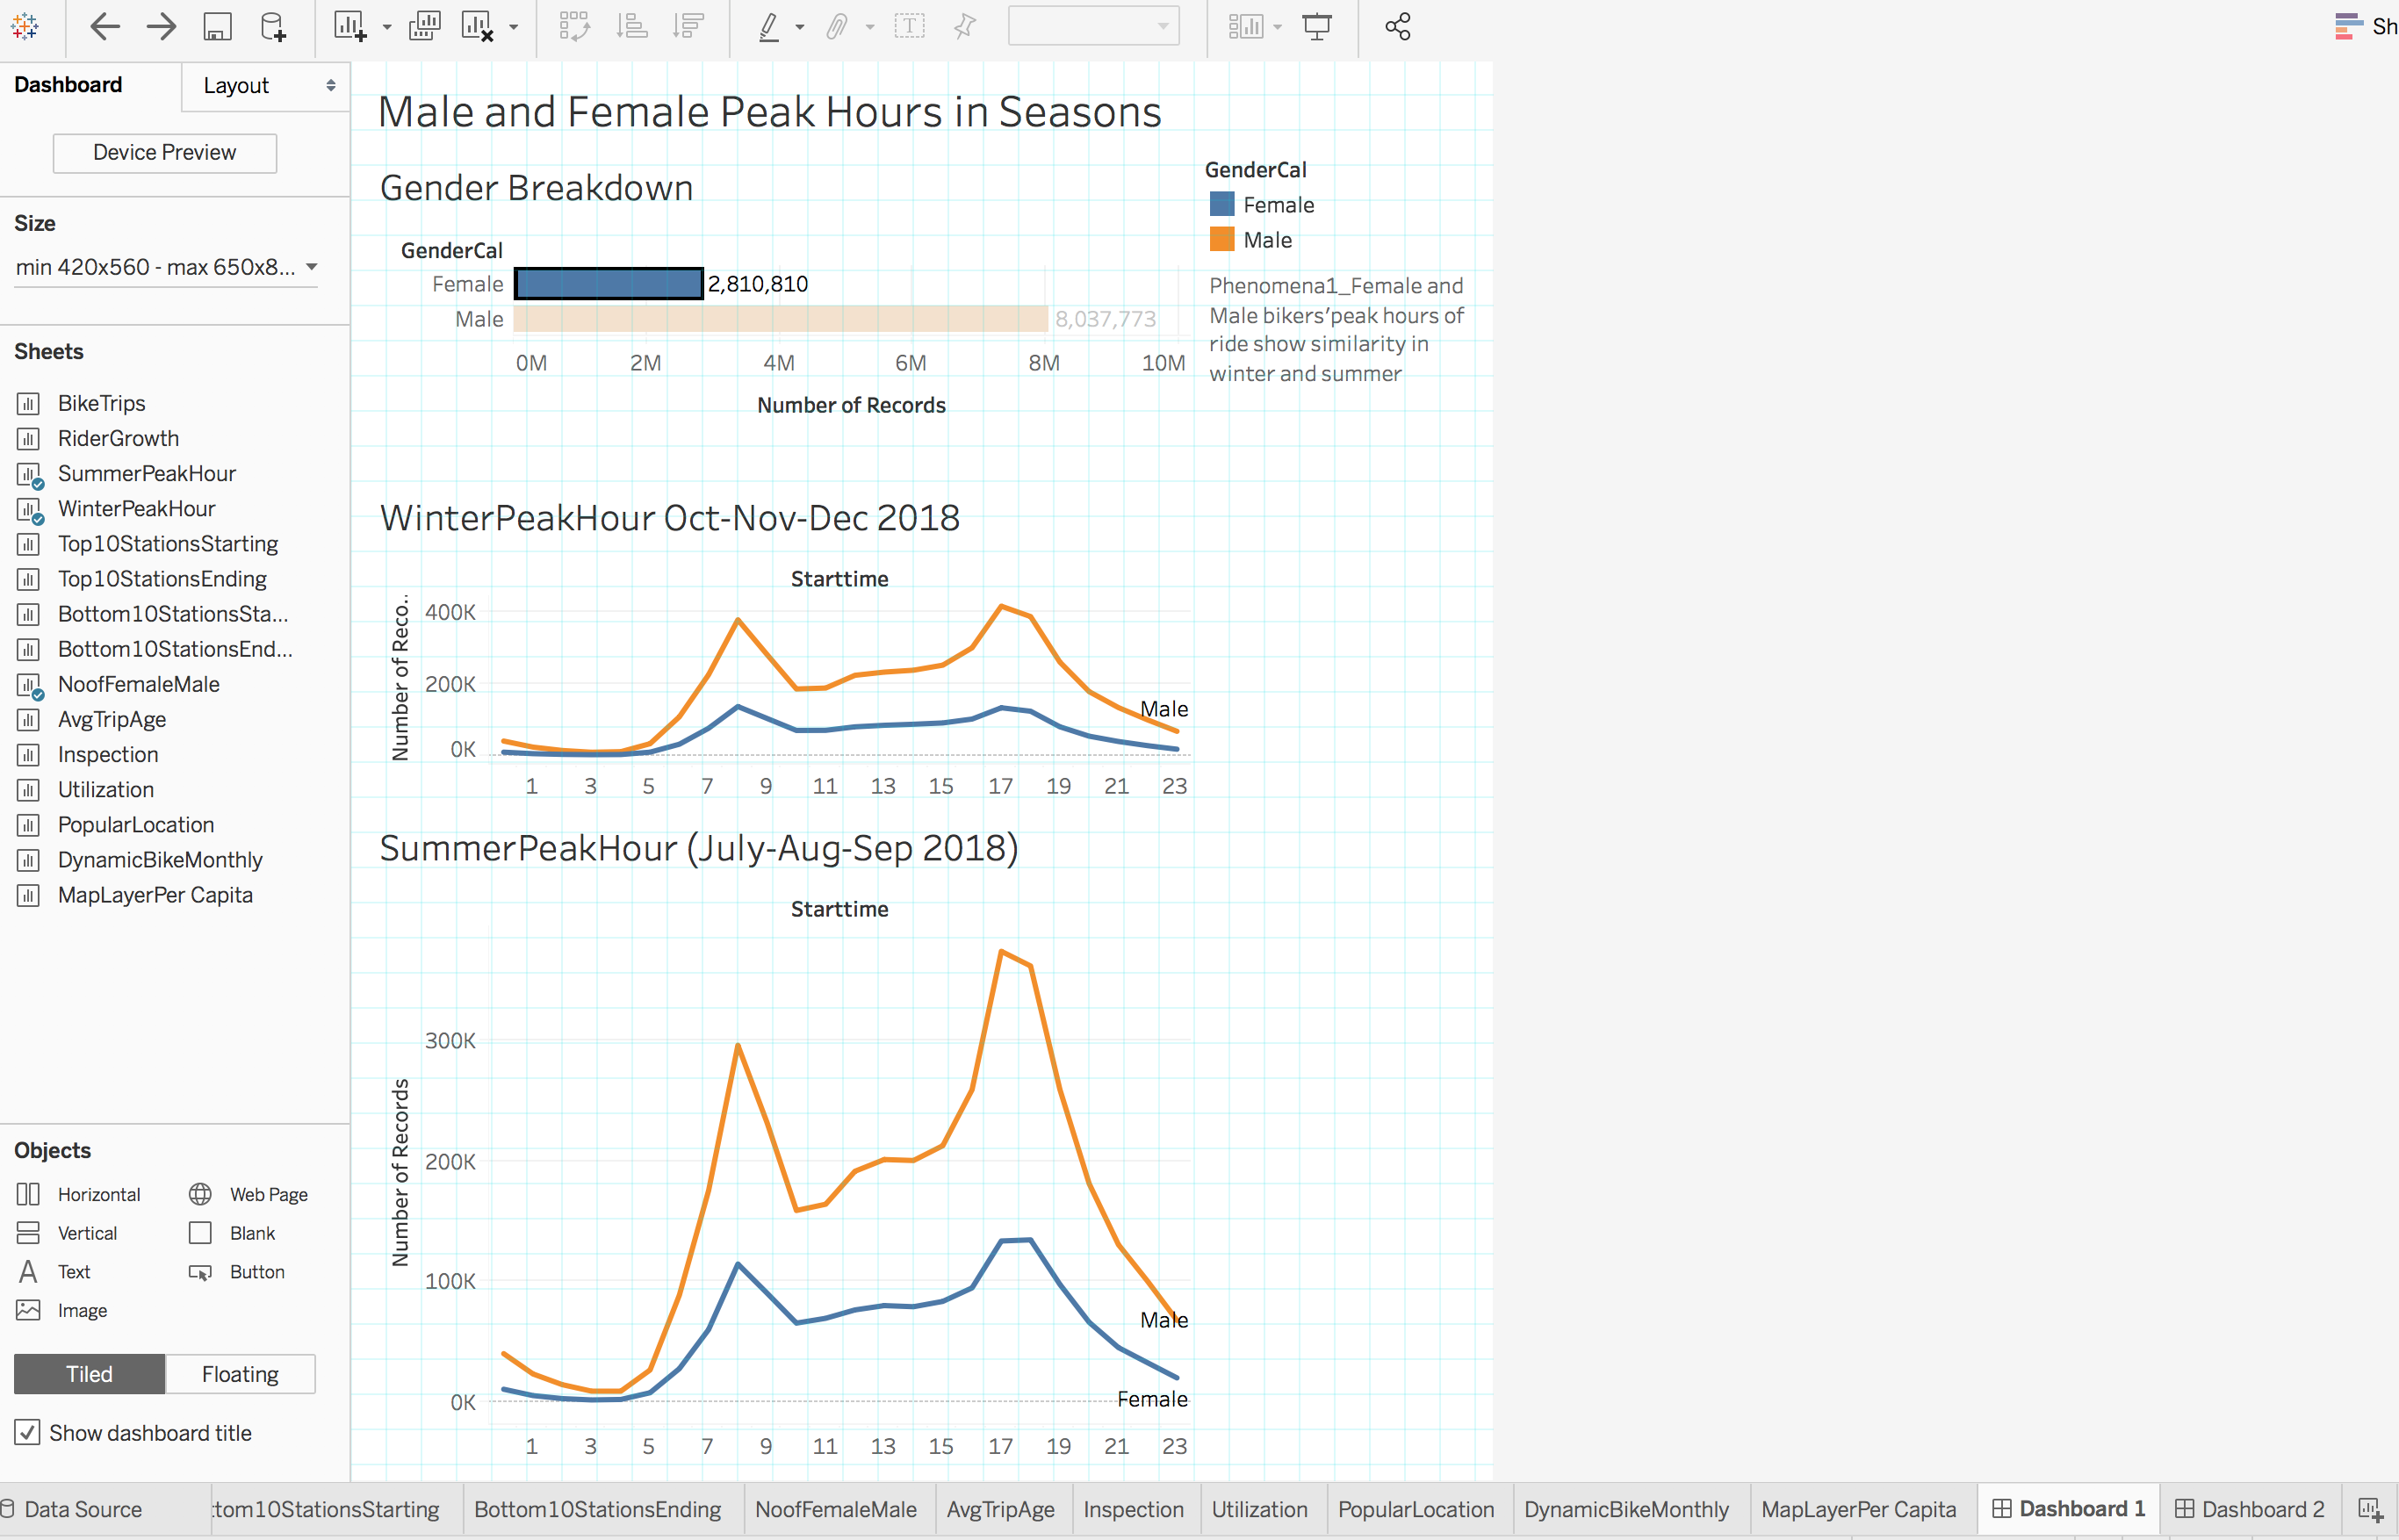 Sh
Dashboard
Layout
Device Preview
Size
min 420x560 - max 650x8...
Sheets
BikeTrips
RiderGrowth
SummerPeakHour
WinterPeakHour
Top10StationsStarting
Top10StationsEnding
Bottom10StationsSta...
Bottom10StationsEnd...
NoofFemaleMale
AvgTripAge
Inspection
Utilization
PopularLocation
DynamicBikeMonthly
MapLayerPer Capita
Objects
Horizontal
Web Page
Vertical
Blank
Text
Button
Image
Tiled
Floating
Show dashboard title
Male and Female Peak Hours in Seasons
Gender Breakdown
GenderCal
Female 2,810,810
Male 8,037,773
0M 2M 4M 6M 8M 10M
Number of Records
GenderCal
Female
Male
Phenomena1_Female and
Male bikers'peak hours of
ride show similarity in
winter and summer
WinterPeakHour Oct-Nov-Dec 2018
Starttime
Number of Reco..
400K
200K
0K
Male
1 3 5 7 9 11 13 15 17 19 21 23
SummerPeakHour (July-Aug-Sep 2018)
Starttime
Number of Records
300K
200K
100K
0K
Male
Female
1 3 5 7 9 11 13 15 17 19 21 23
Data Source
tom10StationsStarting
Bottom10StationsEnding
NoofFemaleMale
AvgTripAge
Inspection
Utilization
PopularLocation
DynamicBikeMonthly
MapLayerPer Capita
Dashboard 1
Dashboard 2